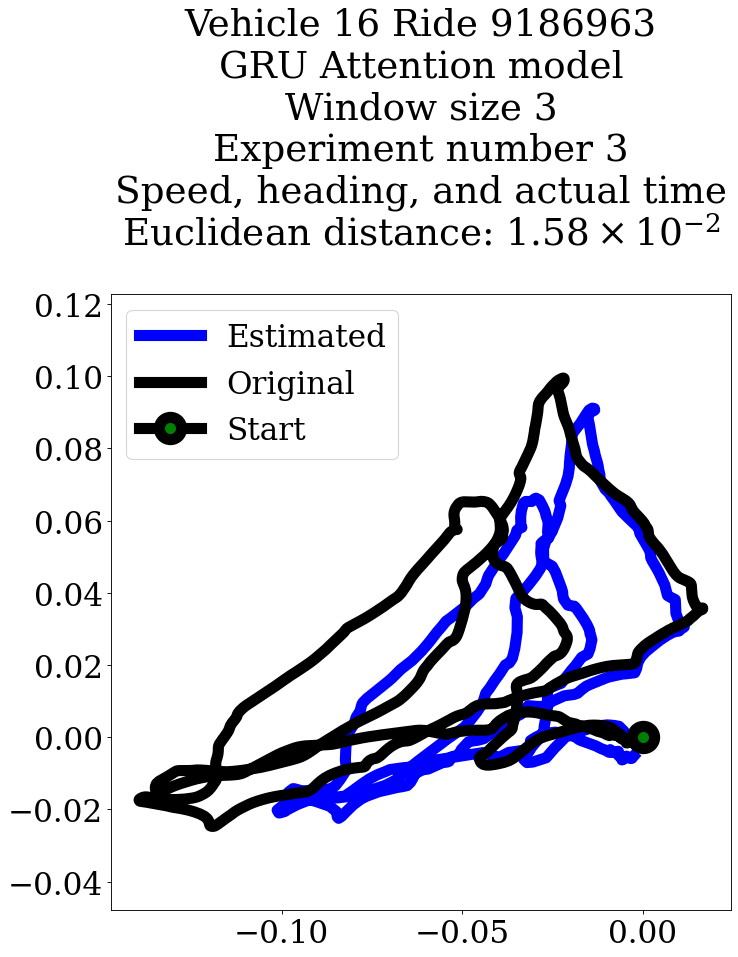 Vehicle 16 Ride 9186963
GRU Attention model
Window size 3
Experiment number 3
Speed, heading, and actual time
Euclidean distance: 1.58 × 10⁻²
Estimated
Original
Start
0.12
0.10
0.08
0.06
0.04
0.02
0.00
−0.02
−0.04
−0.10 −0.05 0.00